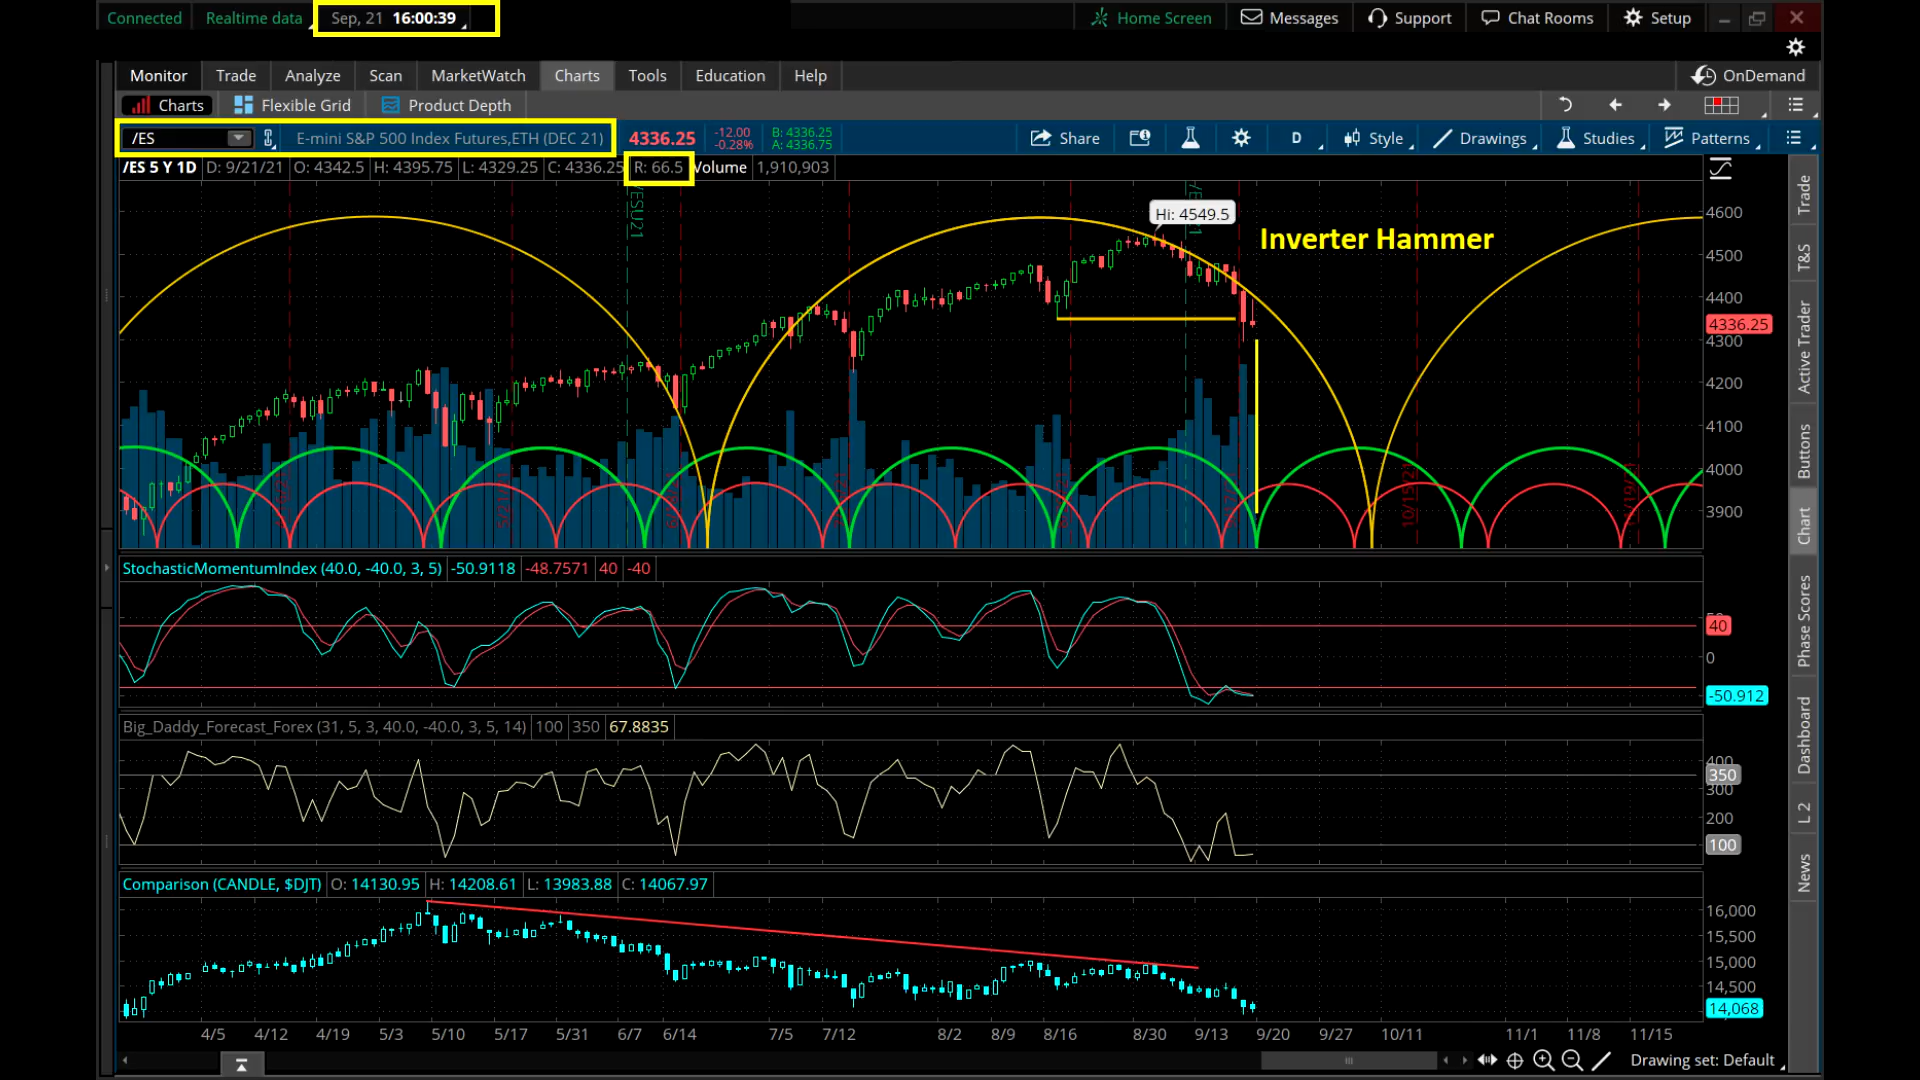 Connected Realtime data Sep, 21 16:00:39 Home Screen Messages Support Chat Rooms Setup
Monitor Trade Analyze Scan MarketWatch Charts Tools Education Help OnDemand
Charts Flexible Grid Product Depth
/ES E-mini S&P 500 Index Futures,ETH (DEC 21) 4336.25 -12.00 B: 4336.25 Share D Style Drawings Studies Patterns
-0.28% A: 4336.75
/ES 5 Y 1D D: 9/21/21 O: 4342.5 H: 4395.75 L: 4329.25 C: 4336.25 R: 66.5 Volume 1,910,903
/ESU21
Hi: 4549.5
Inverter Hammer
4600
4500
4400
4336.25
4300
4200
4100
4000
3900
10/15/21
StochasticMomentumIndex (40.0, -40.0, 3, 5) -50.9118 -48.7571 40 -40
40
0
-50.912
Big_Daddy_Forecast_Forex (31, 5, 3, 40.0, -40.0, 3, 5, 14) 100 350 67.8835
400
350
300
200
100
Comparison (CANDLE, $DJT) O: 14130.95 H: 14208.61 L: 13983.88 C: 14067.97
16,000
15,500
15,000
14,500
14,068
4/5 4/12 4/19 5/3 5/10 5/17 5/31 6/7 6/14 7/5 7/12 8/2 8/9 8/16 8/30 9/13 9/20 9/27 10/11 11/1 11/8 11/15
Drawing set: Default
Trade
T&S
Active Trader
Buttons
Chart
Phase Scores
Dashboard
L 2
News